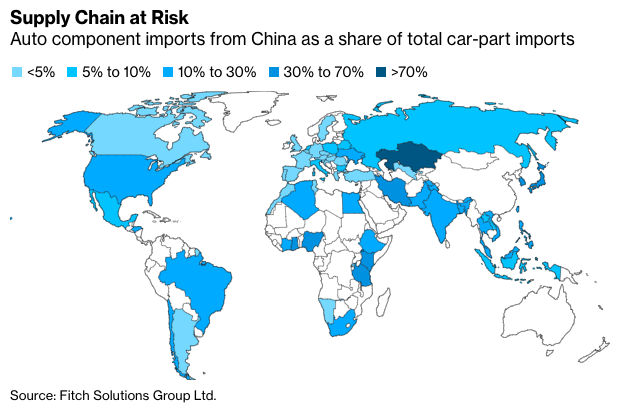 Supply Chain at Risk
Auto component imports from China as a share of total car-part imports
<5% 5% to 10% 10% to 30% 30% to 70% >70%
Source: Fitch Solutions Group Ltd.